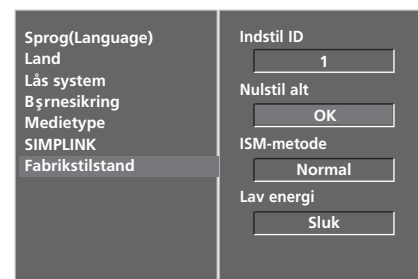 Sprog(Language)
Land
Lås system
Bşrnesikring
Medietype
SIMPLINK
Fabrikstilstand
Indstil ID
1
Nulstil alt
OK
ISM-metode
Normal
Lav energi
Sluk